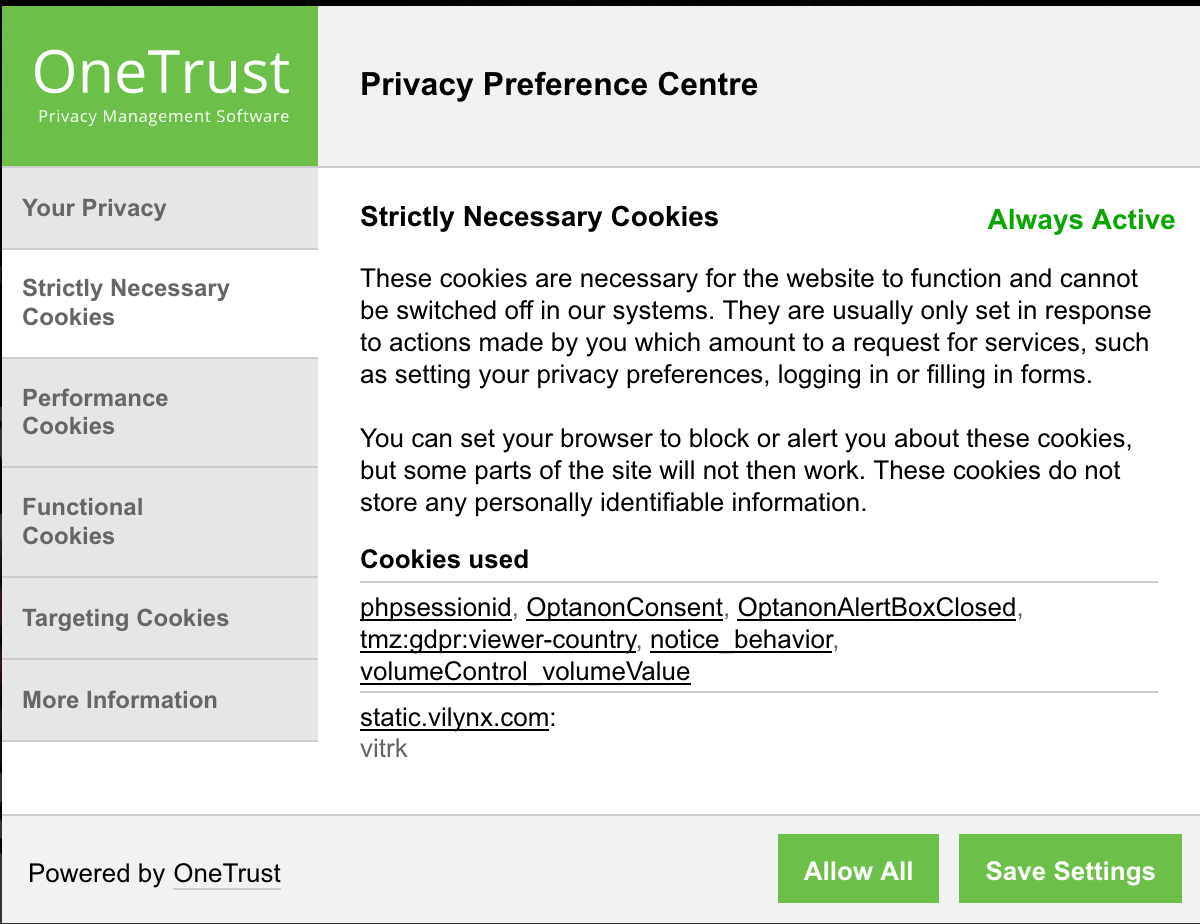 OneTrust
Privacy Management Software
Privacy Preference Centre
Your Privacy
Strictly Necessary
Cookies
Performance
Cookies
Functional
Cookies
Targeting Cookies
More Information
Strictly Necessary Cookies
Always Active
These cookies are necessary for the website to function and cannot
be switched off in our systems. They are usually only set in response
to actions made by you which amount to a request for services, such
as setting your privacy preferences, logging in or filling in forms.
You can set your browser to block or alert you about these cookies,
but some parts of the site will not then work. These cookies do not
store any personally identifiable information.
Cookies used
phpsessionid, OptanonConsent, OptanonAlertBoxClosed,
tmz:gdpr:viewer-country, notice_behavior,
volumeControl_volumeValue
static.vilynx.com:
vitrk
Powered by OneTrust
Allow All
Save Settings